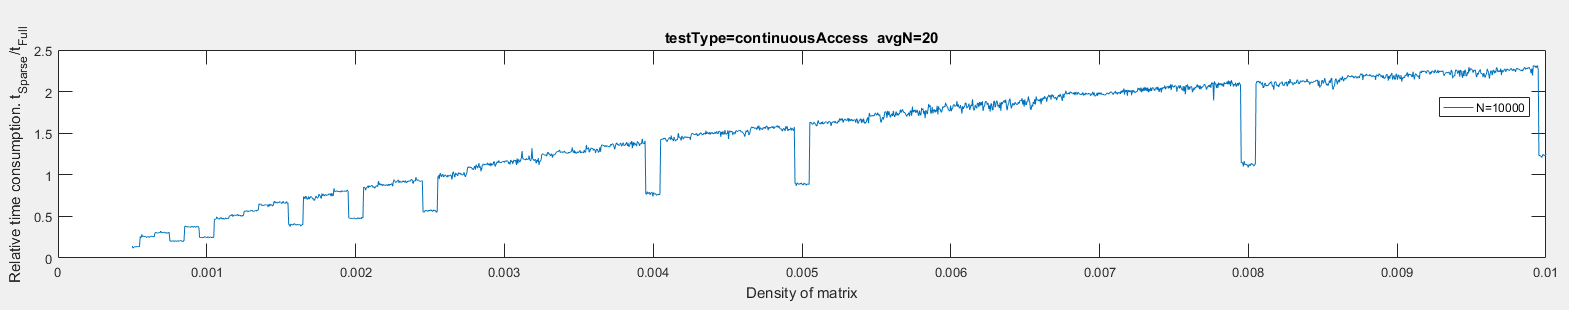 testType=continuousAccess  avgN=20
Relative time consumption. tSparse/tFull
2.5
2
1.5
1
0.5
0
N=10000
0 0.001 0.002 0.003 0.004 0.005 0.006 0.007 0.008 0.009 0.01
Density of matrix